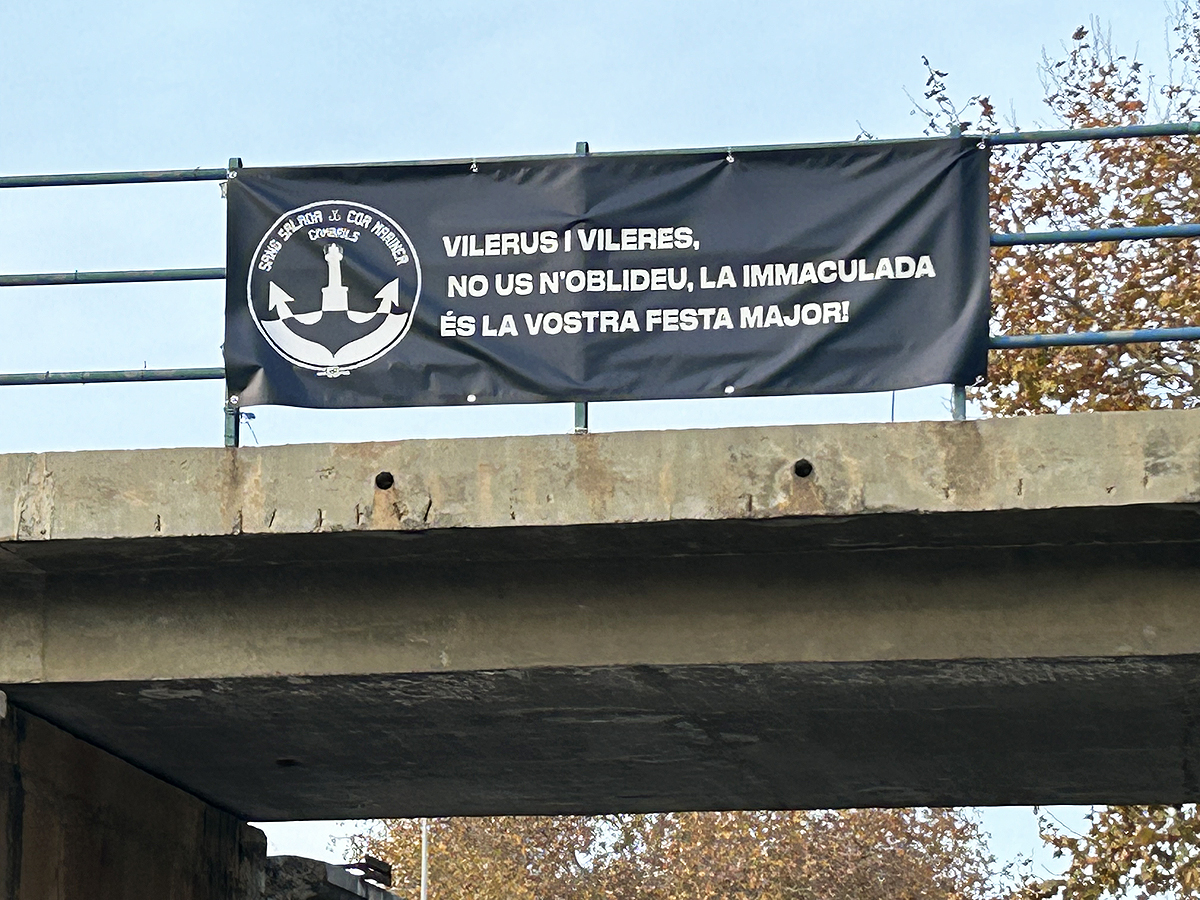 SANG SALADA COR MARINER
CAMBRILS
VILERUS I VILERES,
NO US N'OBLIDEU, LA IMMACULADA
ÉS LA VOSTRA FESTA MAJOR!